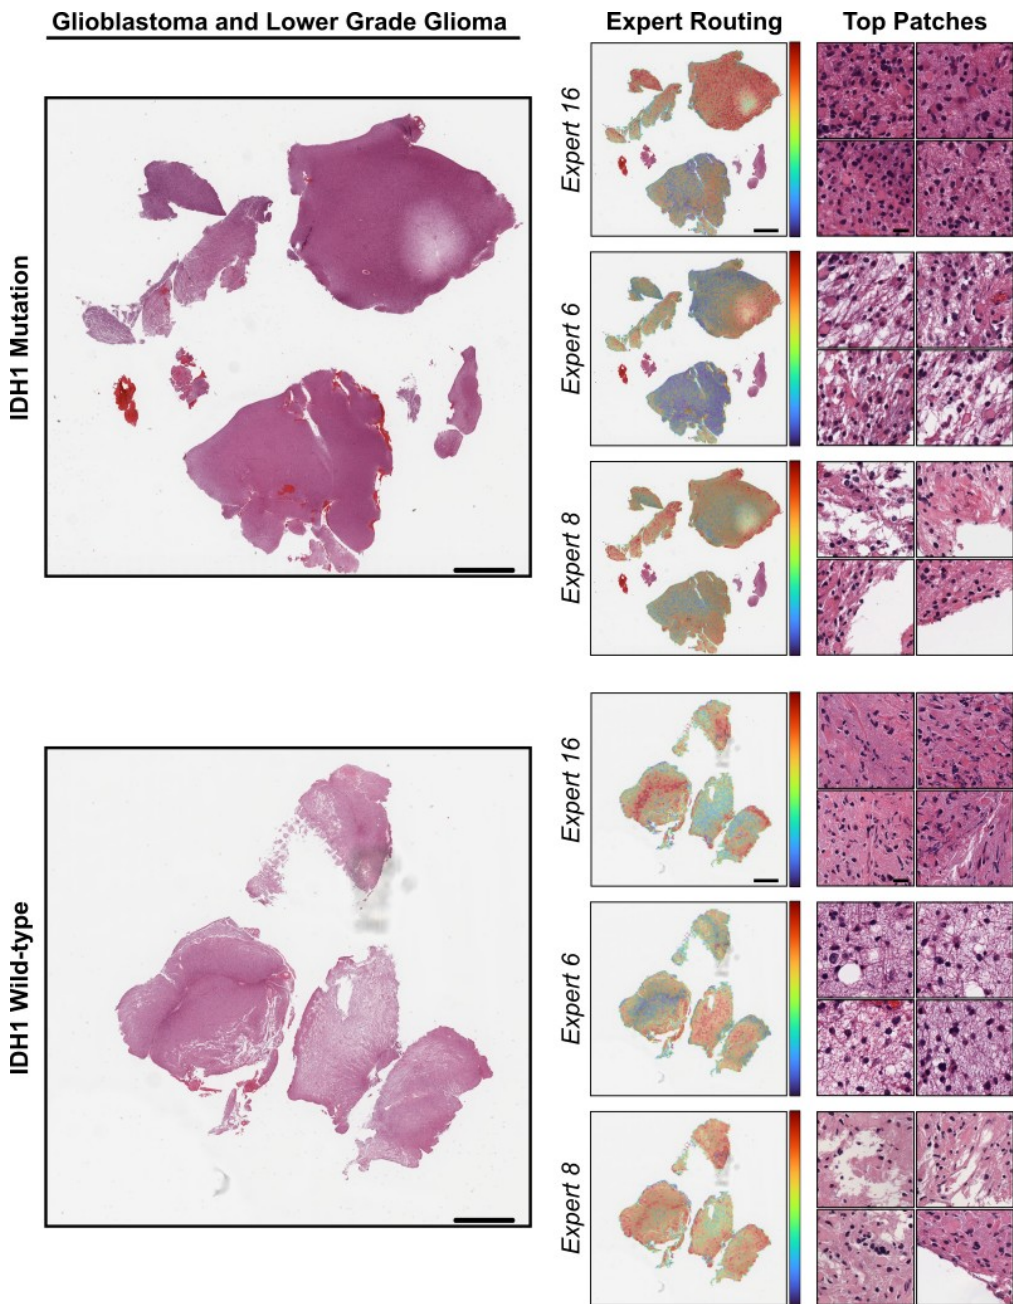 Glioblastoma and Lower Grade Glioma
Expert Routing
Top Patches
IDH1 Mutation
Expert 16
Expert 6
Expert 8
IDH1 Wild-type
Expert 16
Expert 6
Expert 8